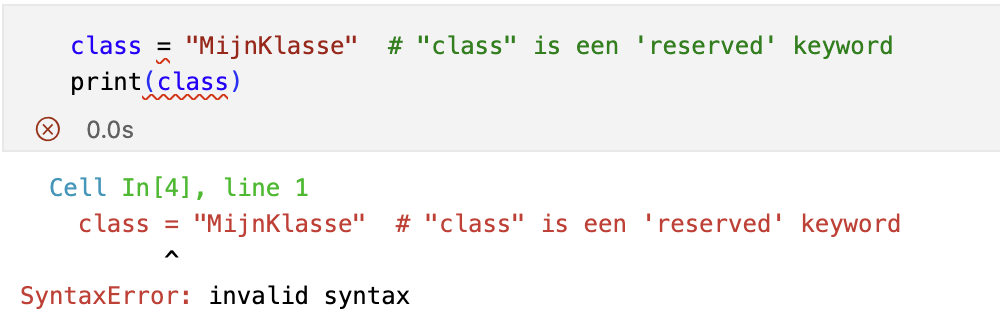 class = "MijnKlasse"  # "class" is een 'reserved' keyword
print(class)
0.0s
Cell In[4], line 1
class = "MijnKlasse"  # "class" is een 'reserved' keyword
^
SyntaxError: invalid syntax